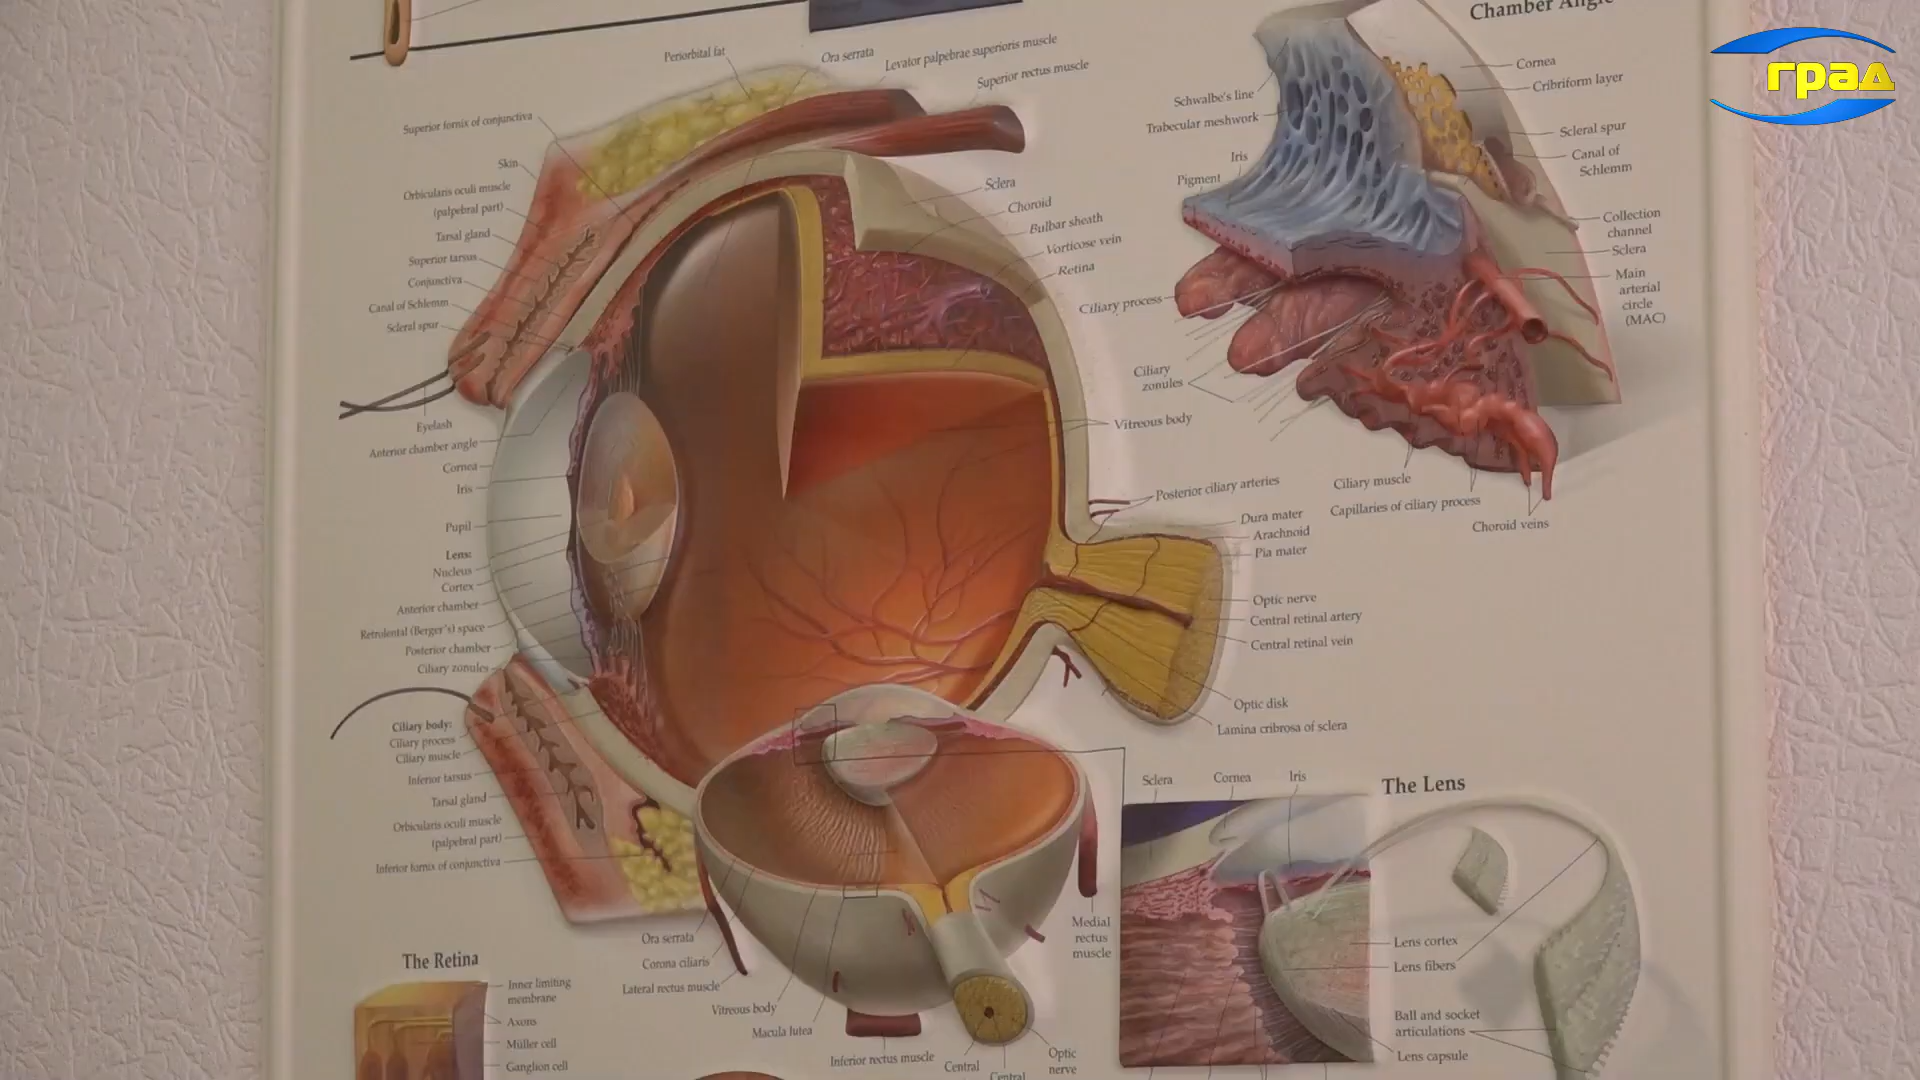 Chamber Angle
град
Periorbital fat
Ora serrata
Levator palpebrae superioris muscle
Superior rectus muscle
Superior fornix of conjunctiva
Skin
Orbicularis oculi muscle
(palpebral part)
Tarsal gland
Superior tarsus
Conjunctiva
Canal of Schlemm
Scleral spur
Eyelash
Anterior chamber angle
Cornea
Iris
Pupil
Lens:
Nucleus
Cortex
Anterior chamber
Retrolental (Berger's) space
Posterior chamber
Ciliary zonules
Ciliary body:
Ciliary process
Ciliary muscle
Inferior tarsus
Tarsal gland
Orbicularis oculi muscle
(palpebral part)
Inferior fornix of conjunctiva
Sclera
Choroid
Bulbar sheath
Vorticose vein
Retina
Vitreous body
Posterior ciliary arteries
Dura mater
Arachnoid
Pia mater
Optic nerve
Central retinal artery
Central retinal vein
Optic disk
Lamina cribrosa of sclera
Schwalbe's line
Trabecular meshwork
Iris
Pigment
Ciliary process
Ciliary
zonules
Cornea
Cribriform layer
Scleral spur
Canal of
Schlemm
Collection
channel
Sclera
Main
arterial
circle
(MAC)
Ciliary muscle
Capillaries of ciliary process
Choroid veins
Ora serrata
Corona ciliaris
Lateral rectus muscle
Vitreous body
Macula lutea
Inferior rectus muscle
Central
Central
Optic
nerve
Medial
rectus
muscle
The Lens
Sclera
Cornea
Iris
Lens cortex
Lens fibers
Ball and socket
articulations
Lens capsule
The Retina
Inner limiting
membrane
Axons
Müller cell
Ganglion cell